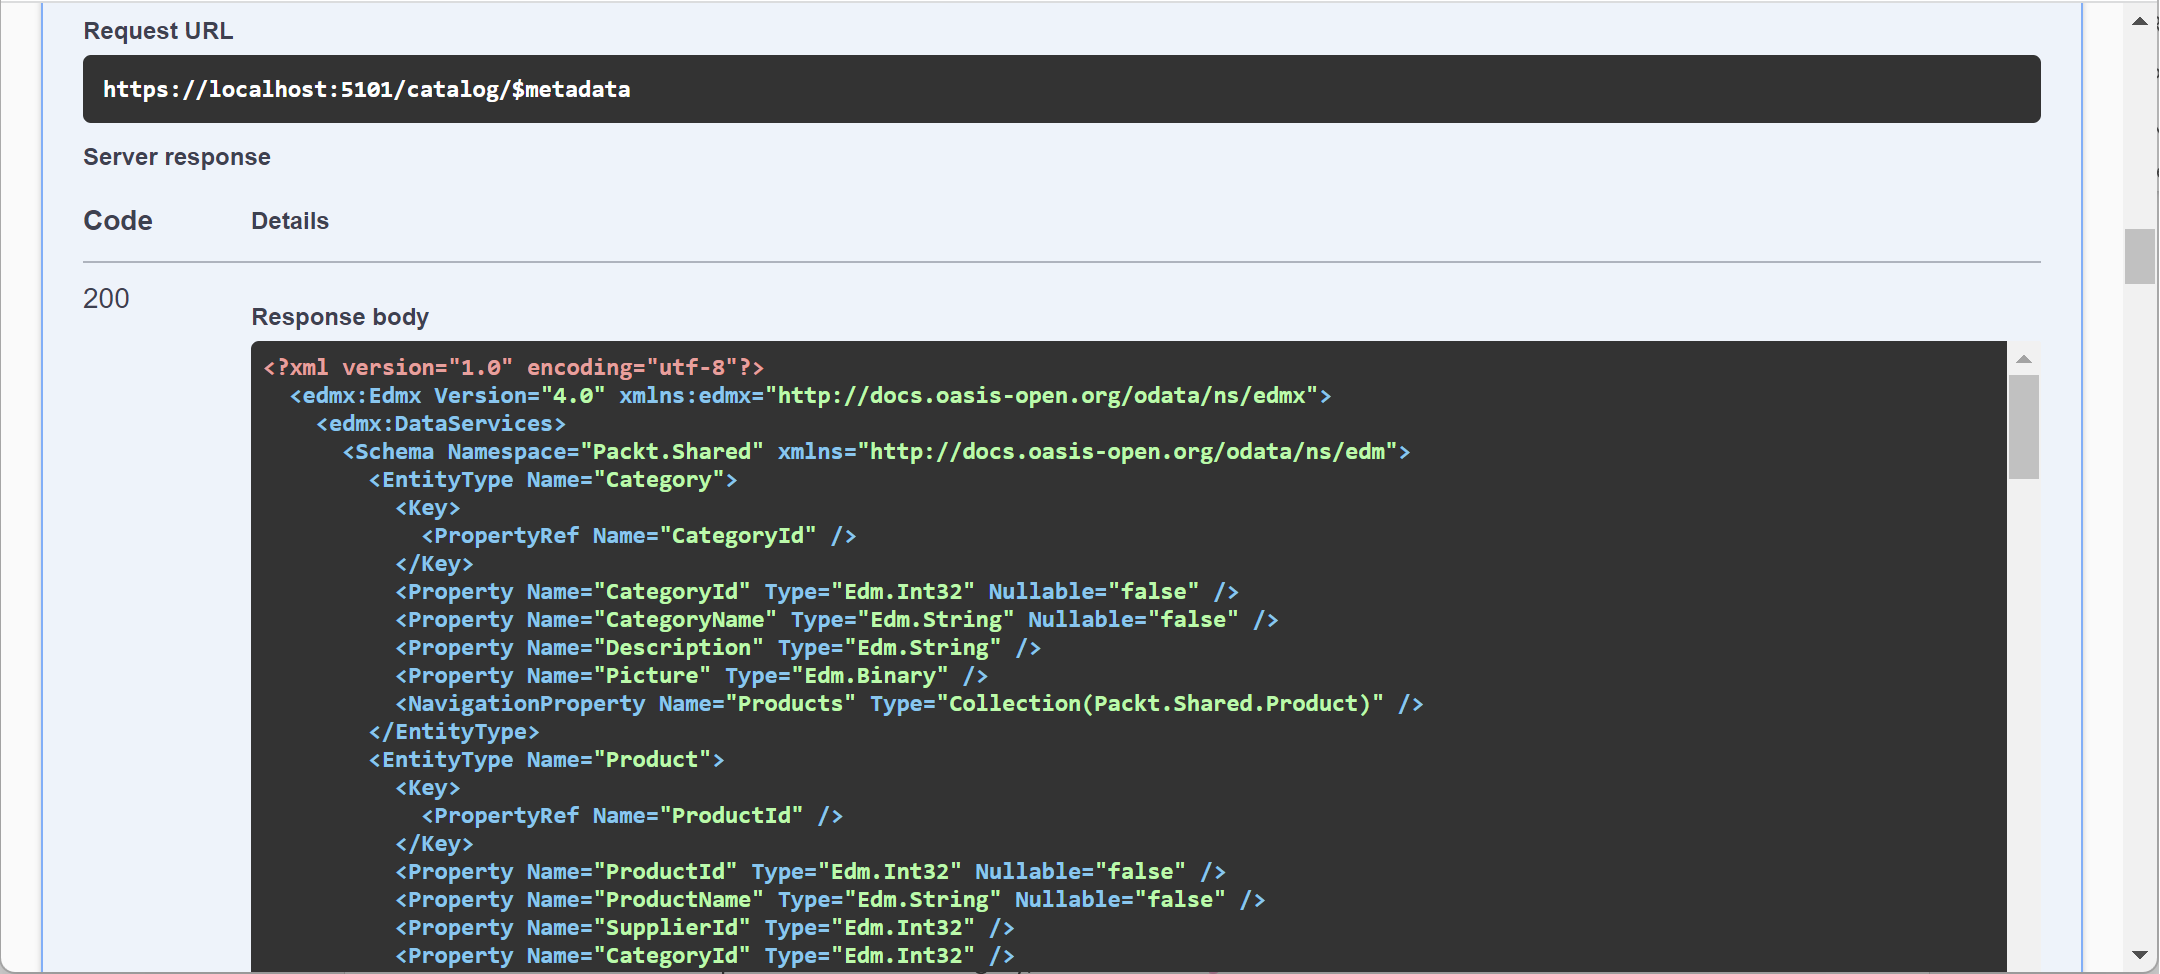 Request URL
https://localhost:5101/catalog/$metadata
Server response
Code Details
200
Response body
<?xml version="1.0" encoding="utf-8"?>
<edmx:Edmx Version="4.0" xmlns:edmx="http://docs.oasis-open.org/odata/ns/edmx">
<edmx:DataServices>
<Schema Namespace="Packt.Shared" xmlns="http://docs.oasis-open.org/odata/ns/edm">
<EntityType Name="Category">
<Key>
<PropertyRef Name="CategoryId" />
</Key>
<Property Name="CategoryId" Type="Edm.Int32" Nullable="false" />
<Property Name="CategoryName" Type="Edm.String" Nullable="false" />
<Property Name="Description" Type="Edm.String" />
<Property Name="Picture" Type="Edm.Binary" />
<NavigationProperty Name="Products" Type="Collection(Packt.Shared.Product)" />
</EntityType>
<EntityType Name="Product">
<Key>
<PropertyRef Name="ProductId" />
</Key>
<Property Name="ProductId" Type="Edm.Int32" Nullable="false" />
<Property Name="ProductName" Type="Edm.String" Nullable="false" />
<Property Name="SupplierId" Type="Edm.Int32" />
<Property Name="CategoryId" Type="Edm.Int32" />